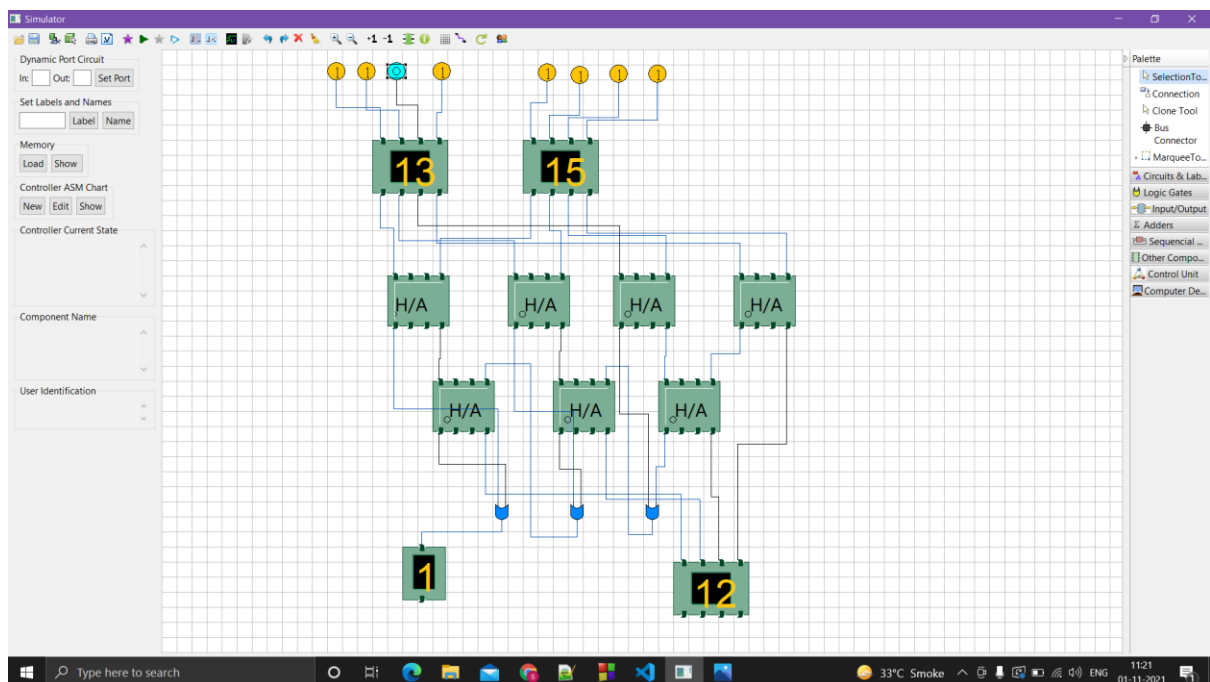 Simulator
+1 -1
Dynamic Port Circuit
In: Out: Set Port
Set Labels and Names
Label Name
Memory
Load Show
Controller ASM Chart
New Edit Show
Controller Current State
Component Name
User Identification
1 1 0 1 1 1 1 1
13 15
H/A H/A H/A H/A
H/A H/A H/A
1
12
Palette
SelectionTo...
Connection
Clone Tool
Bus
Connector
MarqueeTo...
Circuits & Lab...
Logic Gates
Input/Output
Adders
Sequencial ...
Other Compo...
Control Unit
Computer De...
Type here to search
33°C Smoke
ENG
11:21
01-11-2021